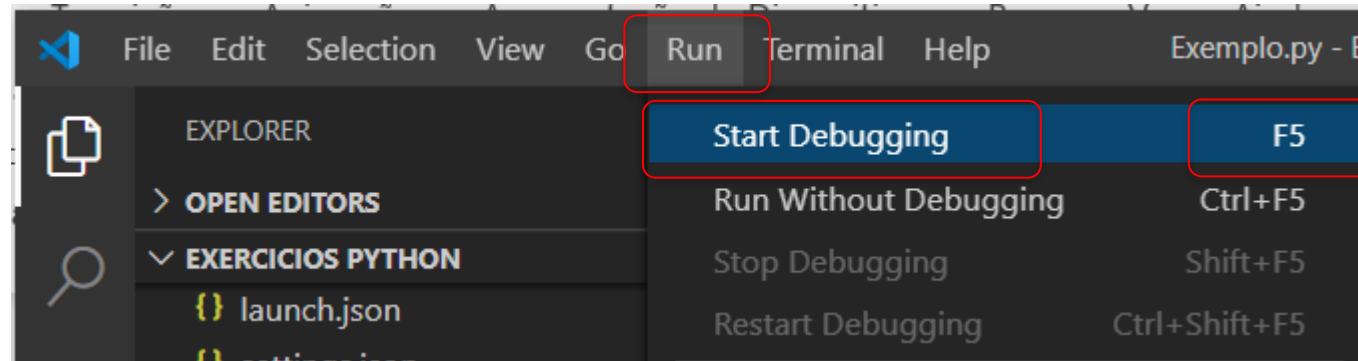 File Edit Selection View Go Run Terminal Help Exemplo.py -
EXPLORER
OPEN EDITORS
EXERCICIOS PYTHON
{} launch.json
Start Debugging F5
Run Without Debugging Ctrl+F5
Stop Debugging Shift+F5
Restart Debugging Ctrl+Shift+F5